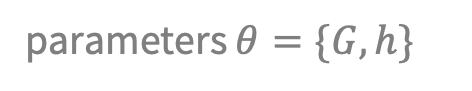 parameters θ = {G, h}